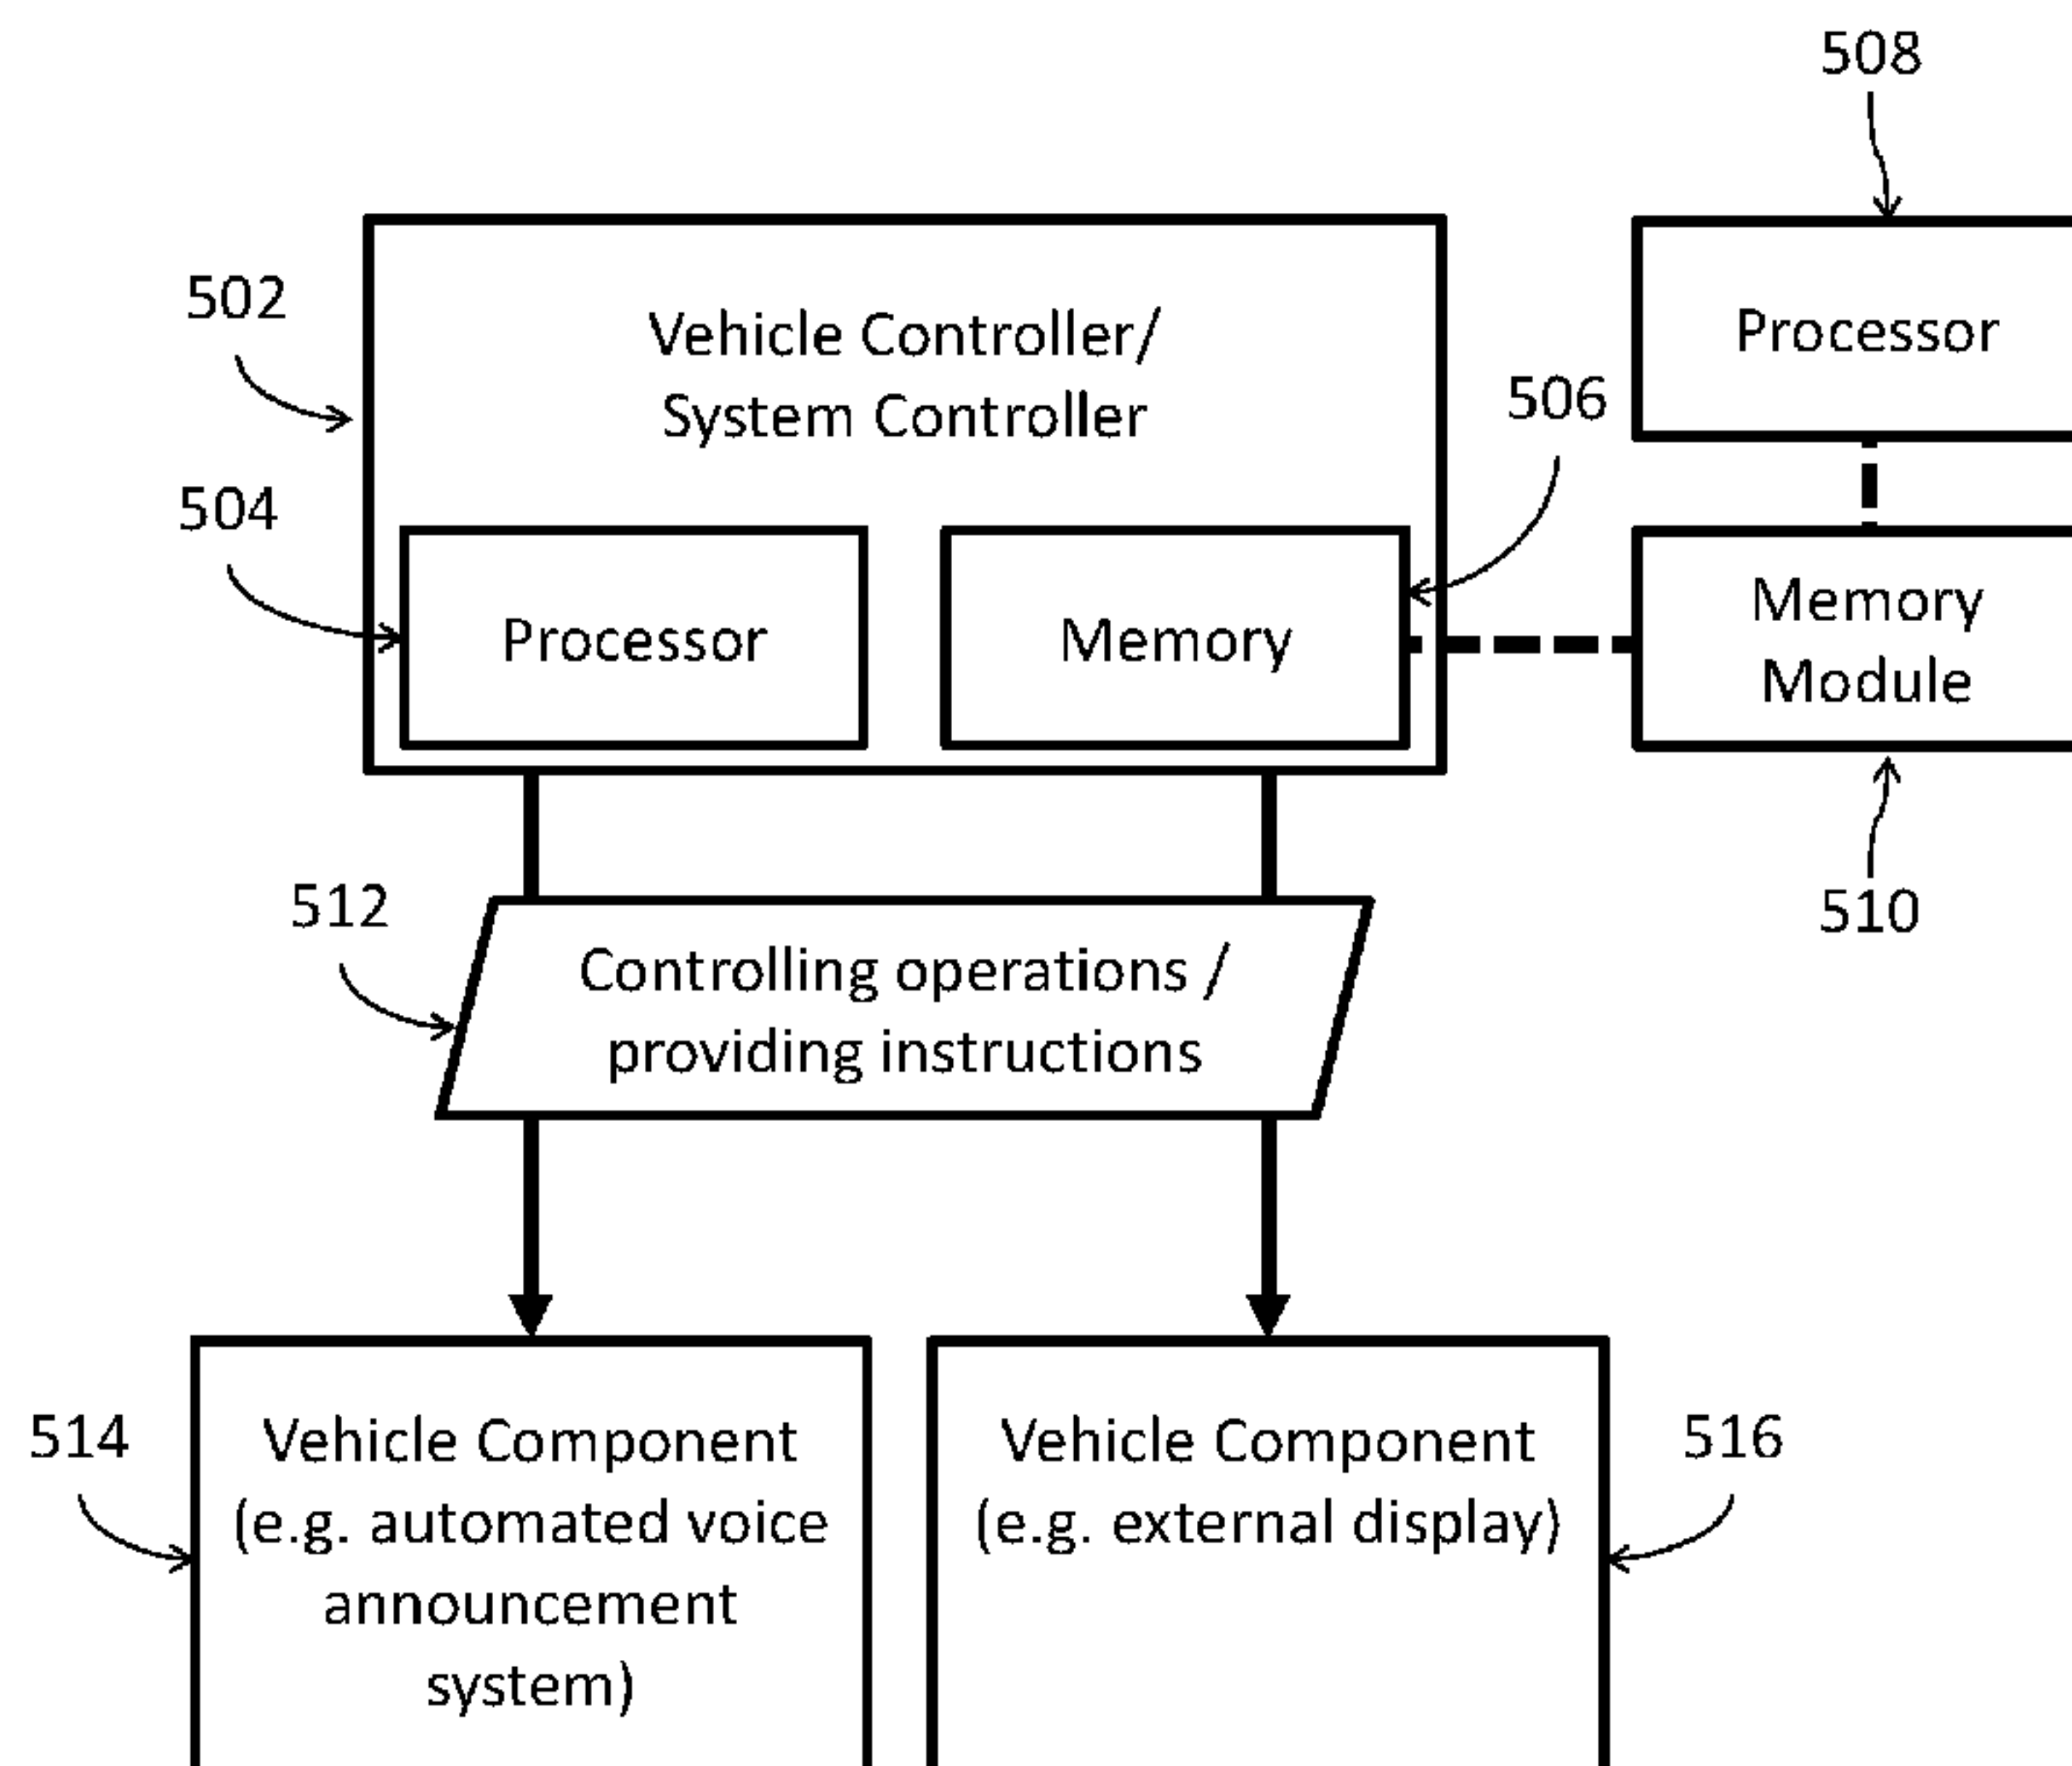 508
502
Vehicle Controller/
System Controller
Processor
506
504
Processor
Memory
Memory
Module
512
510
Controlling operations /
providing instructions
514
Vehicle Component
(e.g. automated voice
announcement
system)
Vehicle Component
(e.g. external display)
516